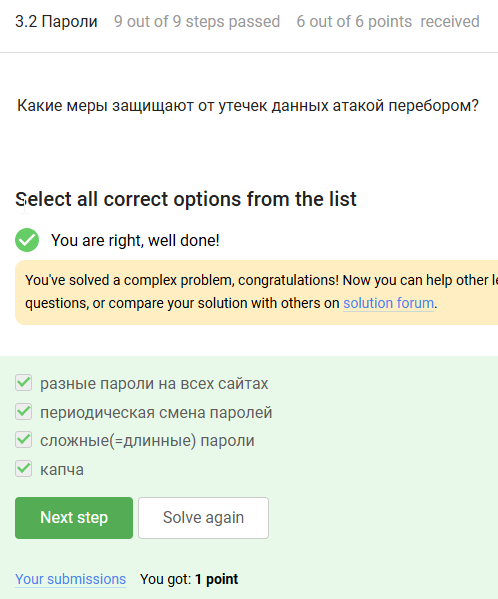 3.2 Пароли 9 out of 9 steps passed 6 out of 6 points received
Какие меры защищают от утечек данных атакой перебором?
Select all correct options from the list
You are right, well done!
You've solved a complex problem, congratulations! Now you can help other le
questions, or compare your solution with others on solution forum.
разные пароли на всех сайтах
периодическая смена паролей
сложные(=длинные) пароли
капча
Next step Solve again
Your submissions You got: 1 point